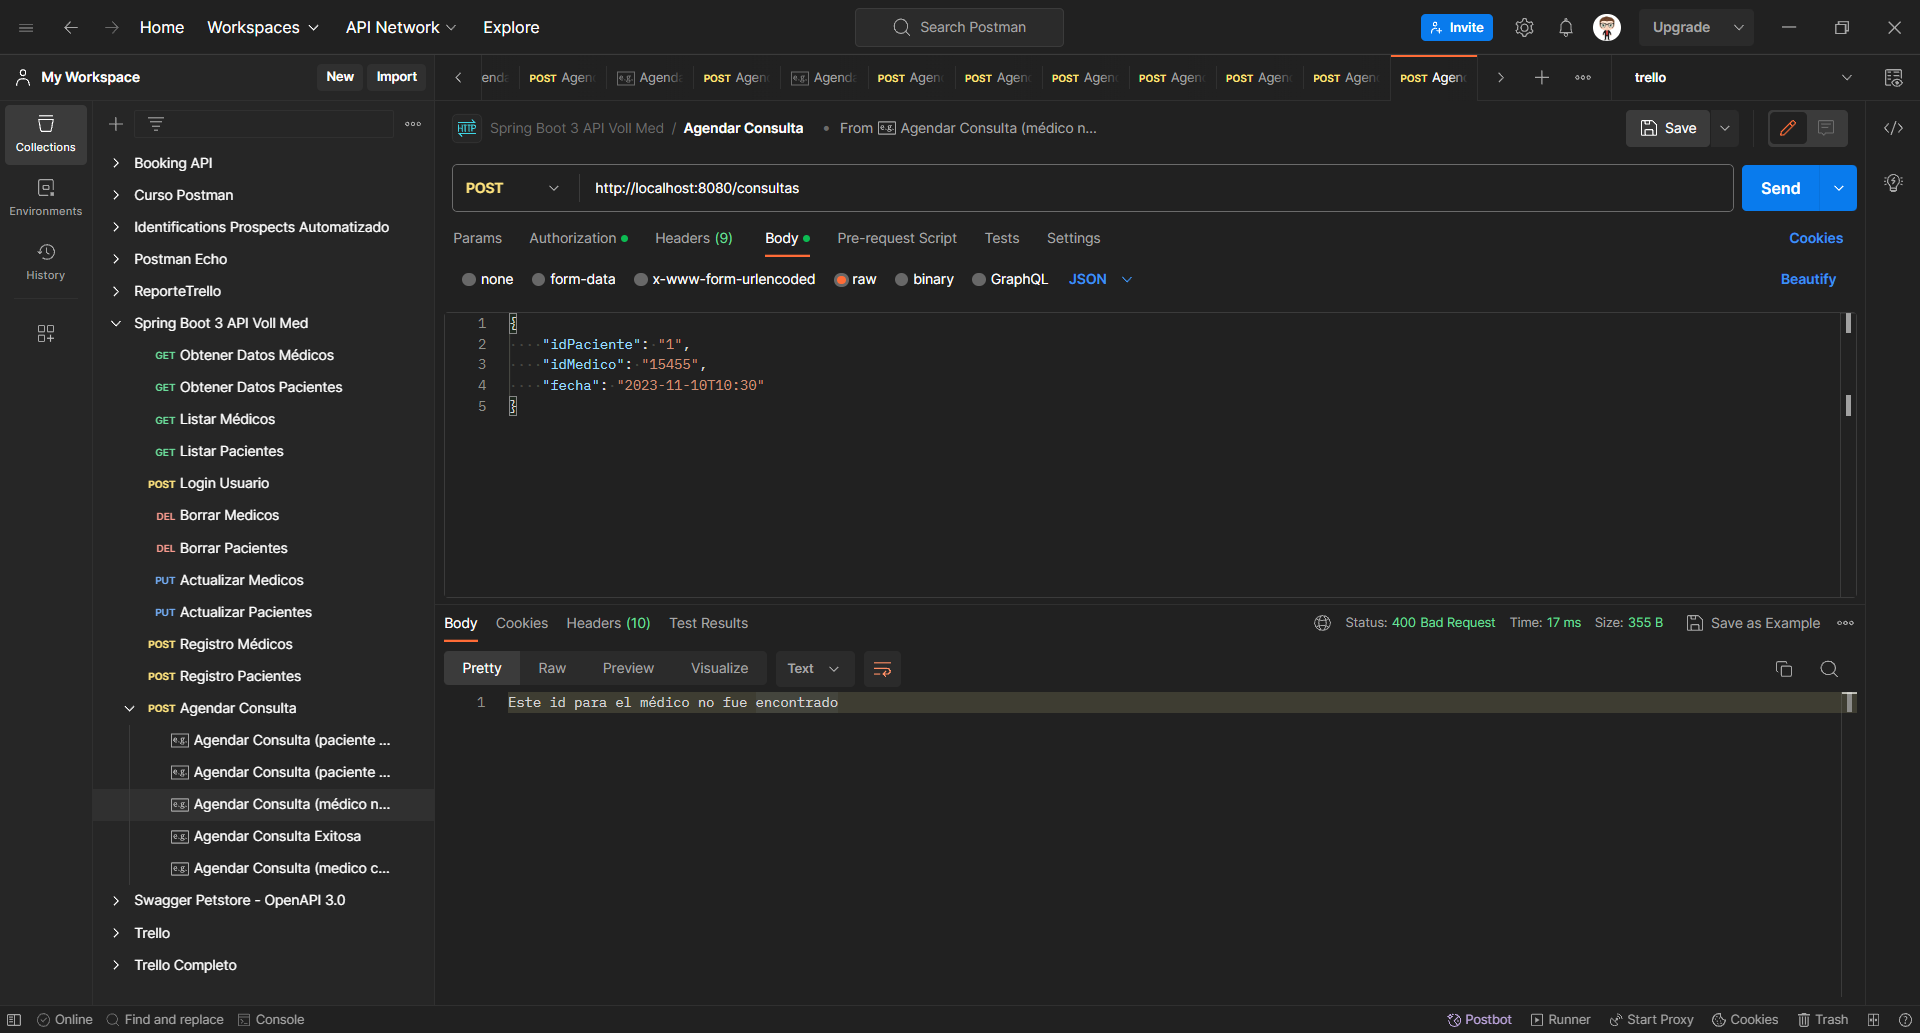 Home Workspaces API Network Explore Search Postman Invite Upgrade
My Workspace New Import
enda POST Agen e.g. Agenda POST Agen e.g. Agenda POST Agen POST Agen POST Agen POST Agen POST Agen POST Agen POST Agen trello
Collections
Environments
History
Booking API
Curso Postman
Identifications Prospects Automatizado
Postman Echo
ReporteTrello
Spring Boot 3 API Voll Med
GET Obtener Datos Médicos
GET Obtener Datos Pacientes
GET Listar Médicos
GET Listar Pacientes
POST Login Usuario
DEL Borrar Medicos
DEL Borrar Pacientes
PUT Actualizar Medicos
PUT Actualizar Pacientes
POST Registro Médicos
POST Registro Pacientes
POST Agendar Consulta
e.g. Agendar Consulta (paciente ...
e.g. Agendar Consulta (paciente ...
e.g. Agendar Consulta (médico n...
e.g. Agendar Consulta Exitosa
e.g. Agendar Consulta (medico c...
Swagger Petstore - OpenAPI 3.0
Trello
Trello Completo
HTTP Spring Boot 3 API Voll Med / Agendar Consulta • From e.g. Agendar Consulta (médico n... Save
POST http://localhost:8080/consultas Send
Params Authorization Headers (9) Body Pre-request Script Tests Settings Cookies
none form-data x-www-form-urlencoded raw binary GraphQL JSON Beautify
1 {
2 "idPaciente": "1",
3 "idMedico": "15455",
4 "fecha": "2023-11-10T10:30"
5 }
Body Cookies Headers (10) Test Results Status: 400 Bad Request Time: 17 ms Size: 355 B Save as Example
Pretty Raw Preview Visualize Text
1 Este id para el médico no fue encontrado
Online Find and replace Console Postbot Runner Start Proxy Cookies Trash